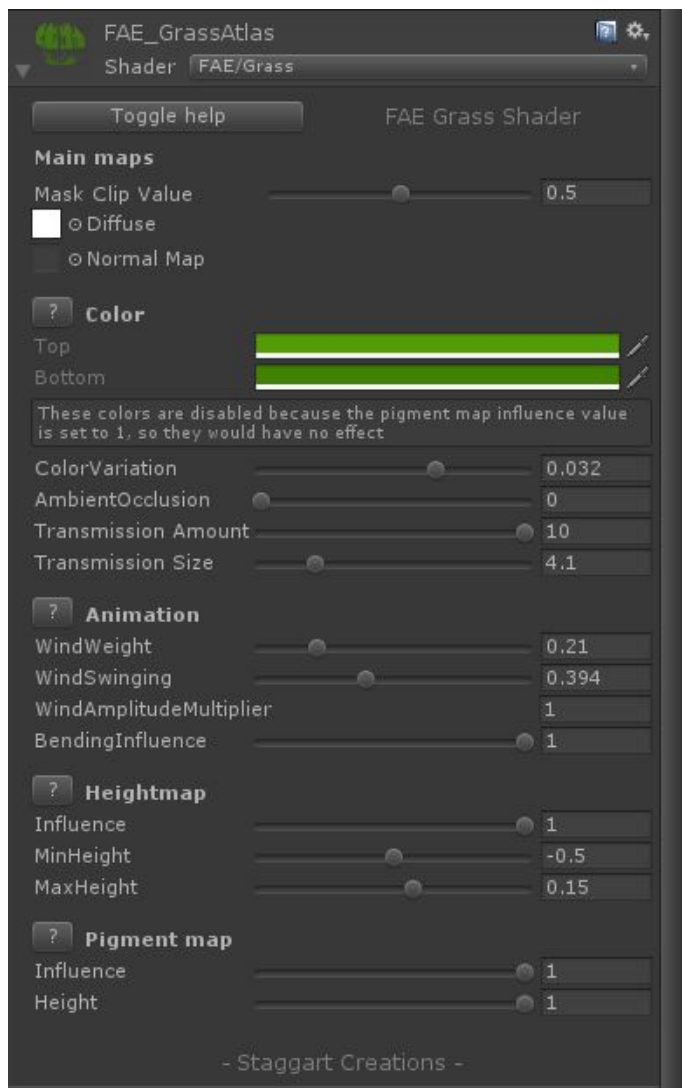 FAE_GrassAtlas
Shader FAE/Grass
Toggle help FAE Grass Shader
Main maps
Mask Clip Value 0.5
Diffuse
Normal Map
? Color
Top
Bottom
These colors are disabled because the pigment map influence value
is set to 1, so they would have no effect
ColorVariation 0.032
AmbientOcclusion 0
Transmission Amount 10
Transmission Size 4.1
? Animation
WindWeight 0.21
WindSwinging 0.394
WindAmplitudeMultiplier 1
BendingInfluence 1
? Heightmap
Influence 1
MinHeight -0.5
MaxHeight 0.15
? Pigment map
Influence 1
Height 1
- Staggart Creations -